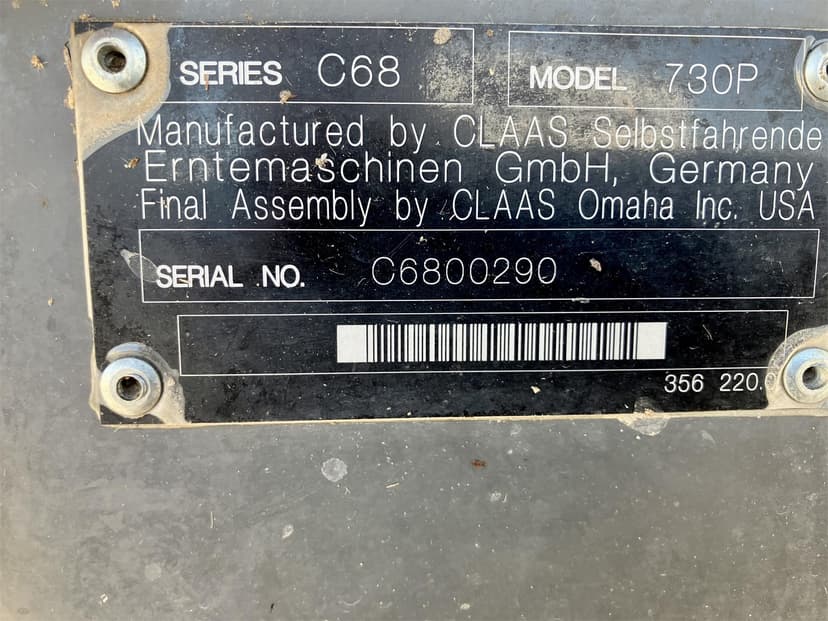 SERIES C68 MODEL 730P
Manufactured by CLAAS Selbstfahrende
Erntemaschinen GmbH, Germany
Final Assembly by CLAAS Omaha Inc. USA
SERIAL NO. C6800290
356 220.